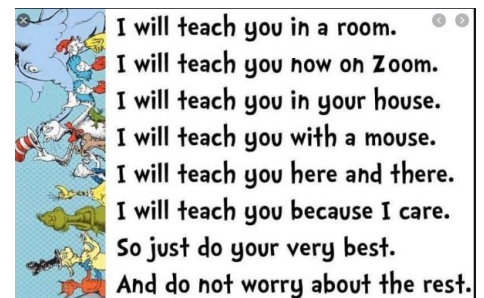 I will teach you in a room.
I will teach you now on Zoom.
I will teach you in your house.
I will teach you with a mouse.
I will teach you here and there.
I will teach you because I care.
So just do your very best.
And do not worry about the rest.